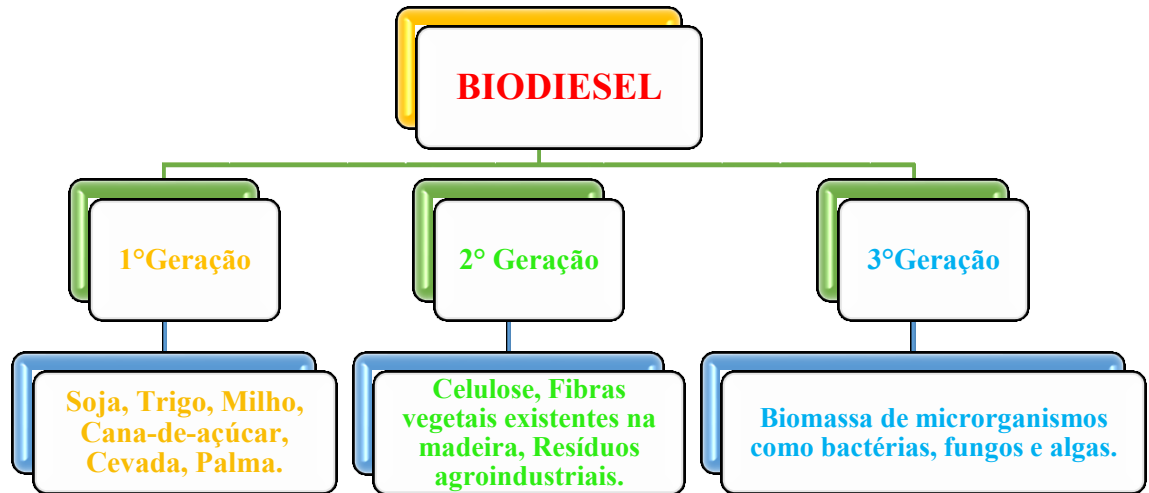 BIODIESEL
1°Geração
2° Geração
3°Geração
Soja, Trigo, Milho,
Cana-de-açúcar,
Cevada, Palma.
Celulose, Fibras
vegetais existentes na
madeira, Resíduos
agroindustriais.
Biomassa de microrganismos
como bactérias, fungos e algas.